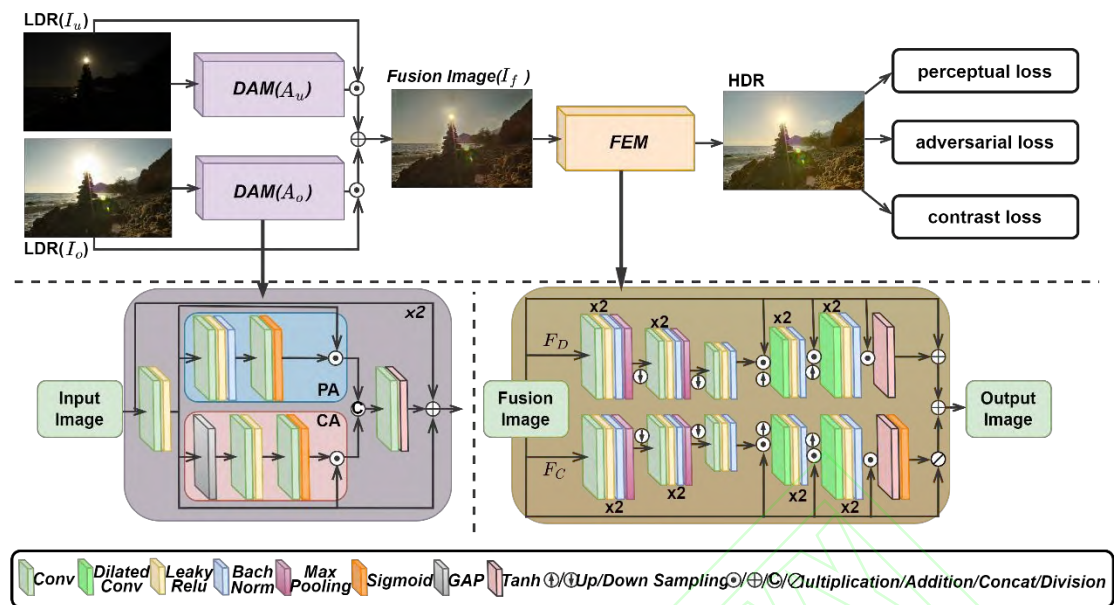 LDR(I_u)
DAM(A_u)
Fusion Image(I_f)
HDR
perceptual loss
FEM
adversarial loss
DAM(A_o)
contrast loss
LDR(I_o)
x2
PA
CA
C
Input
Image
x2
x2
x2
x2
F_D
Fusion
Image
F_C
x2
x2
x2
x2
Output
Image
Conv
Dilated
Conv
Leaky
Relu
Bach
Norm
Max
Pooling
Sigmoid
GAP
Tanh
/ Up/Down Sampling
⊙/⊕/C/⊘ultiplication/Addition/Concat/Division